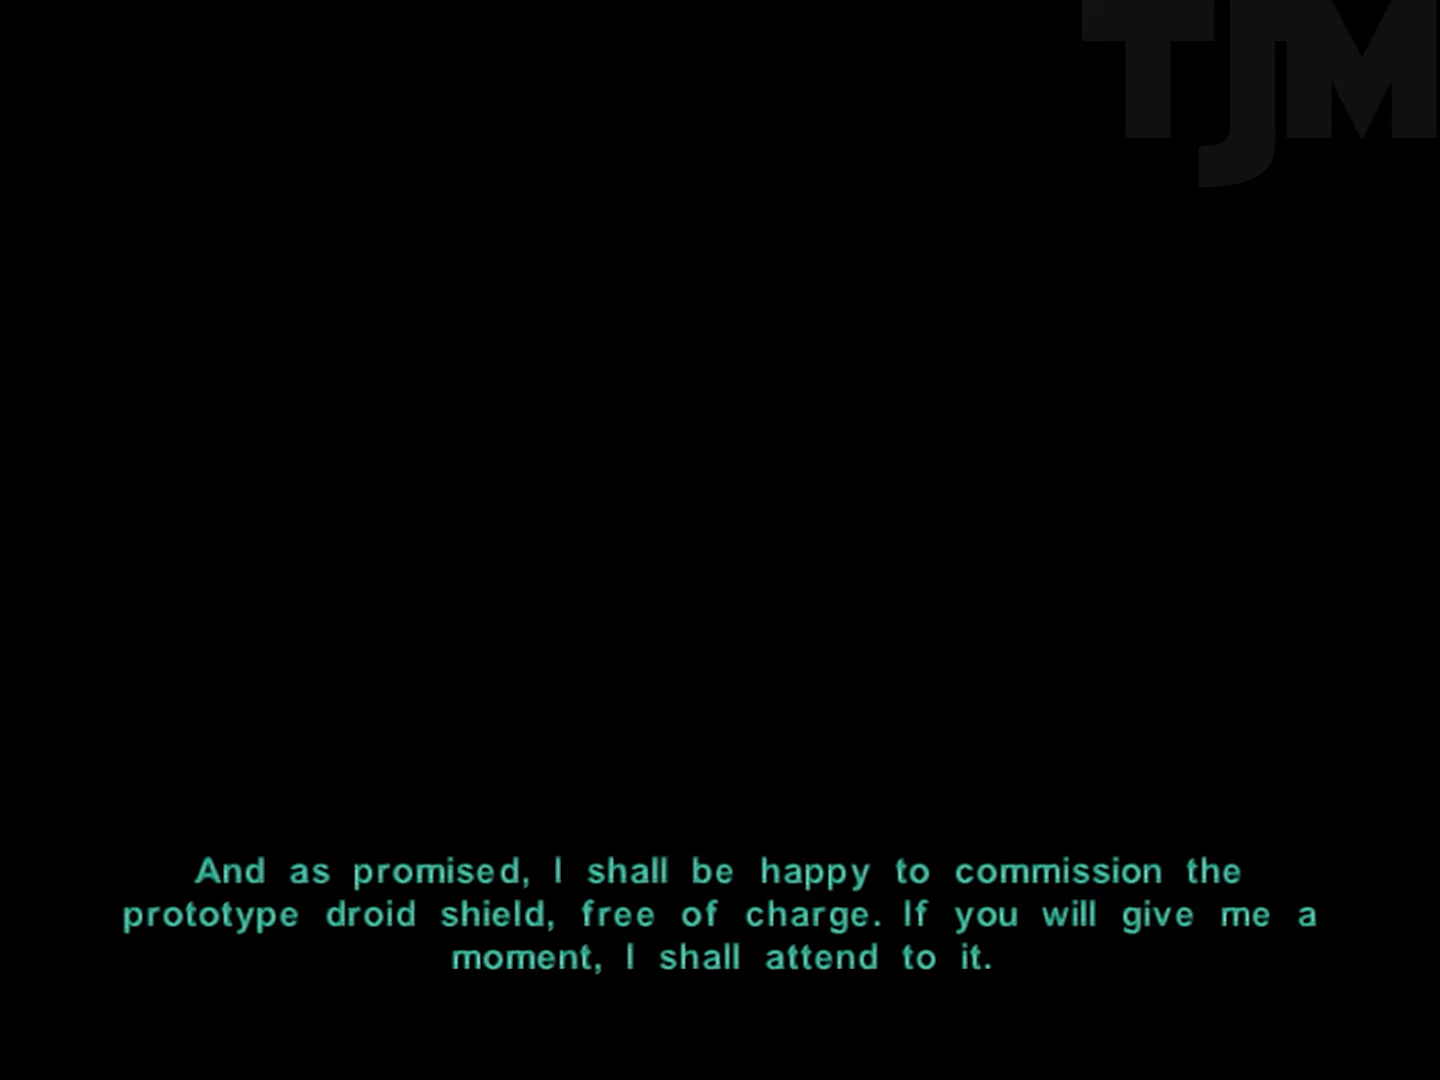 TJM
And as promised, I shall be happy to commission the
prototype droid shield, free of charge. If you will give me a
moment, I shall attend to it.